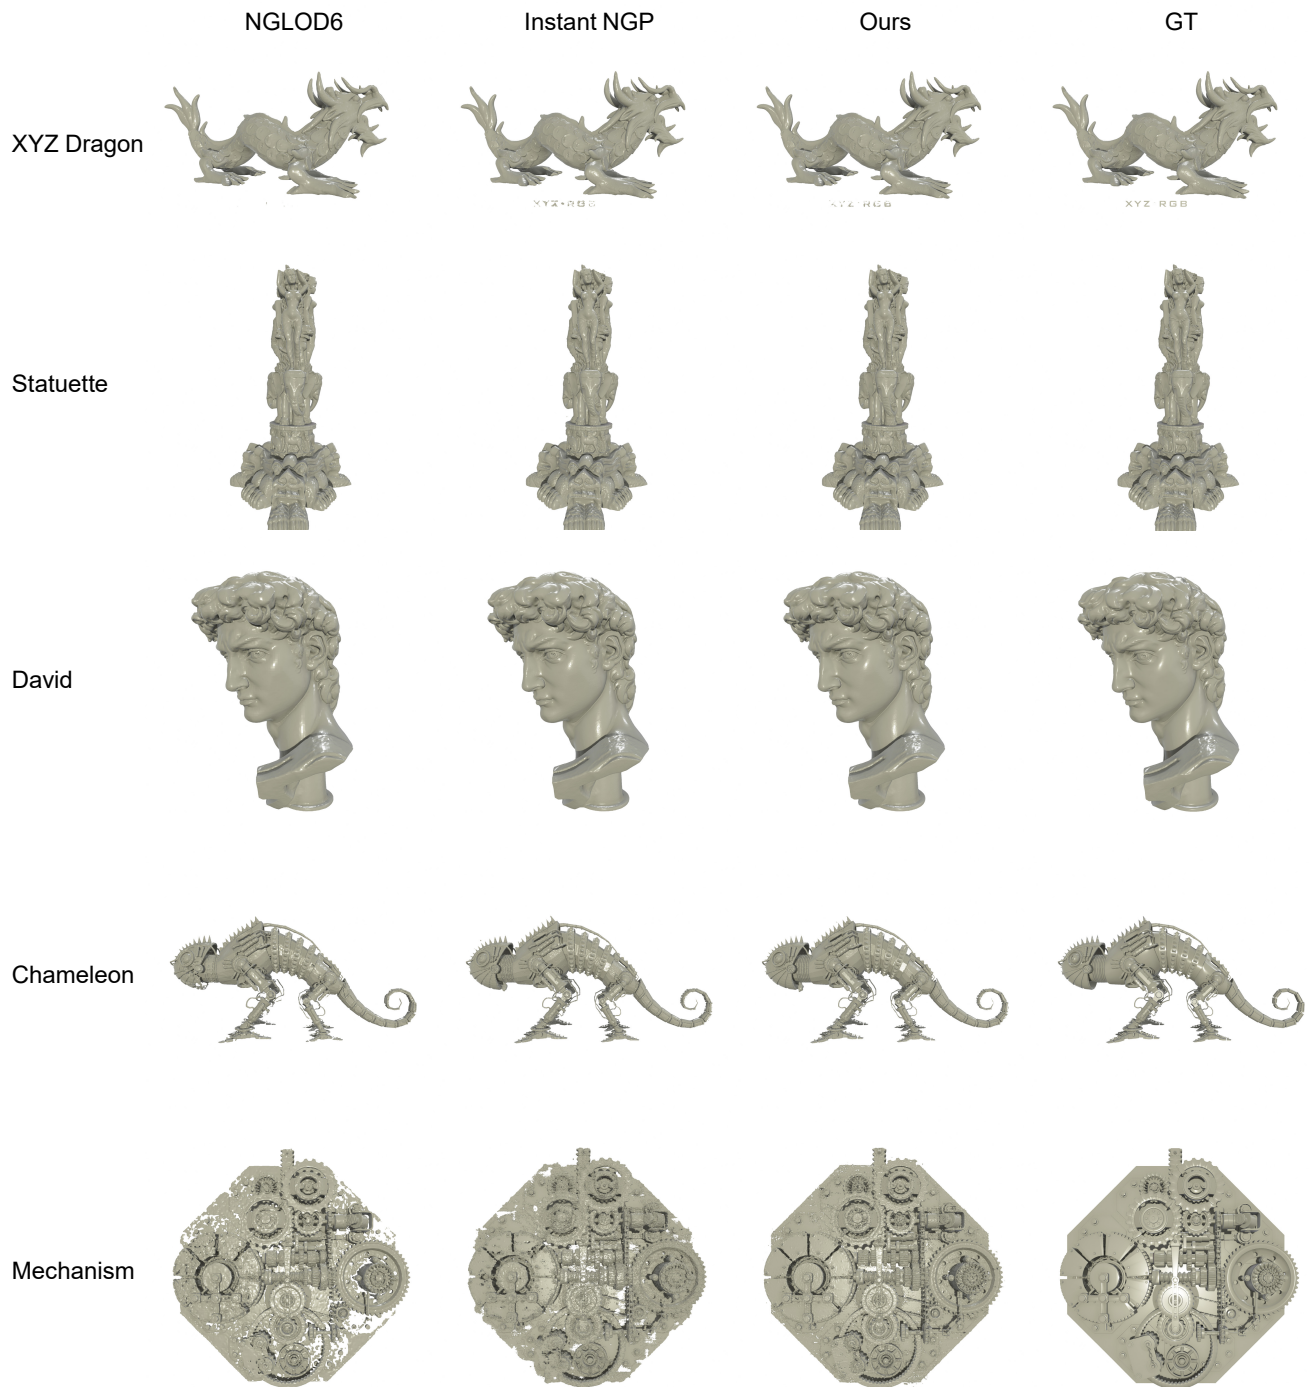 NGLOD6 Instant NGP Ours GT
XYZ Dragon
XYZ RGB
Statuette
David
Chameleon
Mechanism